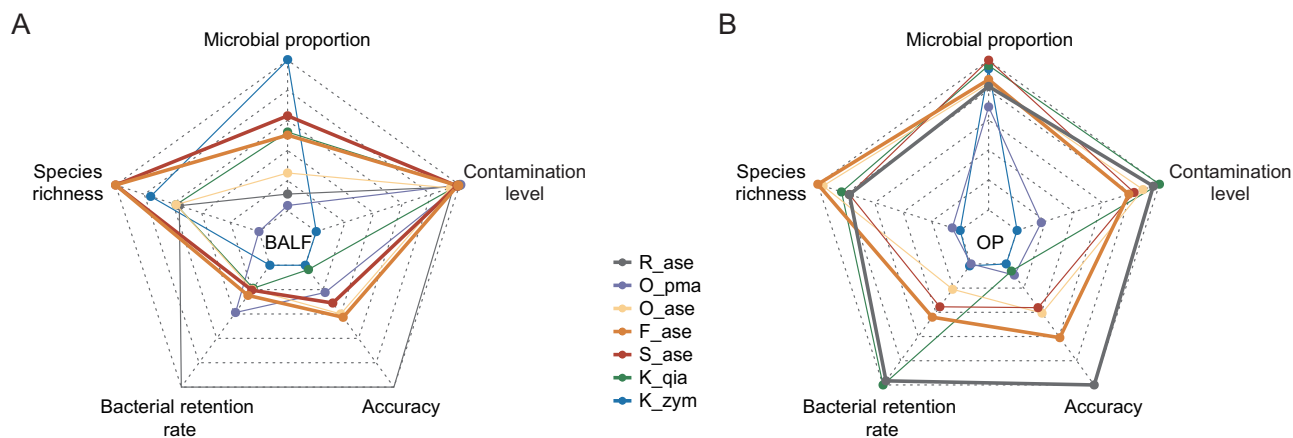 A
Microbial proportion
Species
richness
Contamination
level
BALF
Bacterial retention
rate
Accuracy
R_ase
O_pma
O_ase
F_ase
S_ase
K_qia
K_zym
B
Microbial proportion
Species
richness
Contamination
level
OP
Bacterial retention
rate
Accuracy